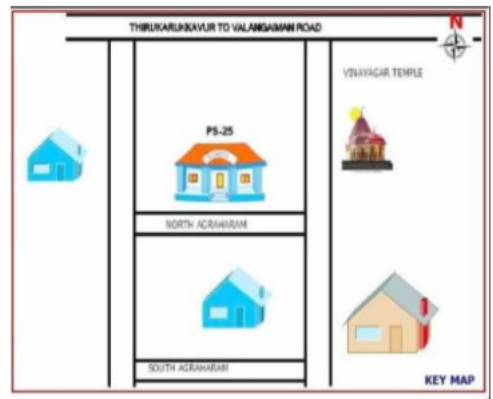 THIRUKARUKKAVUR TO VALANGAIMAN ROAD
N
VINAYAGAR TEMPLE
PS-25
NORTH AGRAHARAM
SOUTH AGRAHARAM
KEY MAP